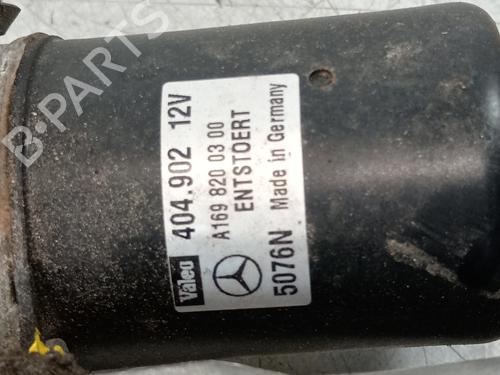 Valeo 404.902 12V
A169 820 03 00
ENTSTOERT
5076N Made in Germany
B-PARTS